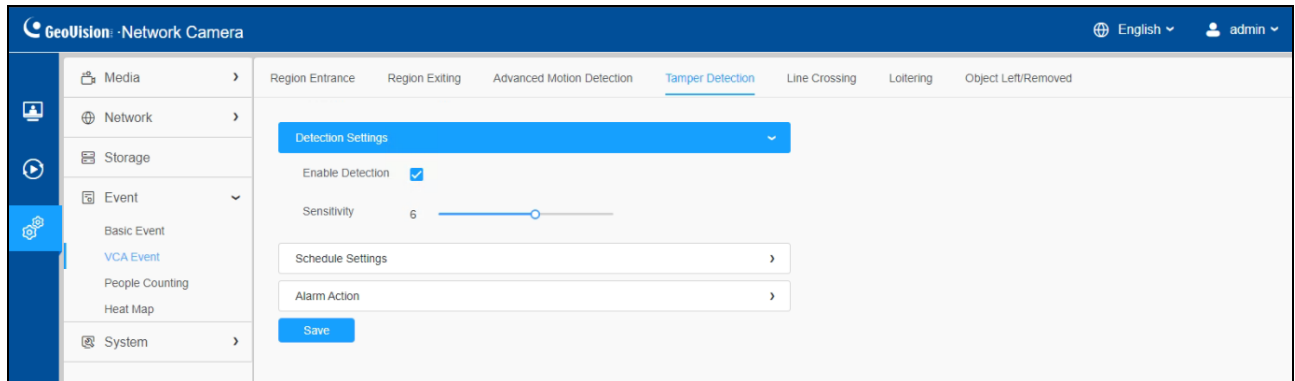 GeoVision: ·Network Camera
English
admin
Media
Network
Storage
Event
Basic Event
VCA Event
People Counting
Heat Map
System
Region Entrance Region Exiting Advanced Motion Detection Tamper Detection Line Crossing Loitering Object Left/Removed
Detection Settings
Enable Detection
Sensitivity 6
Schedule Settings
Alarm Action
Save